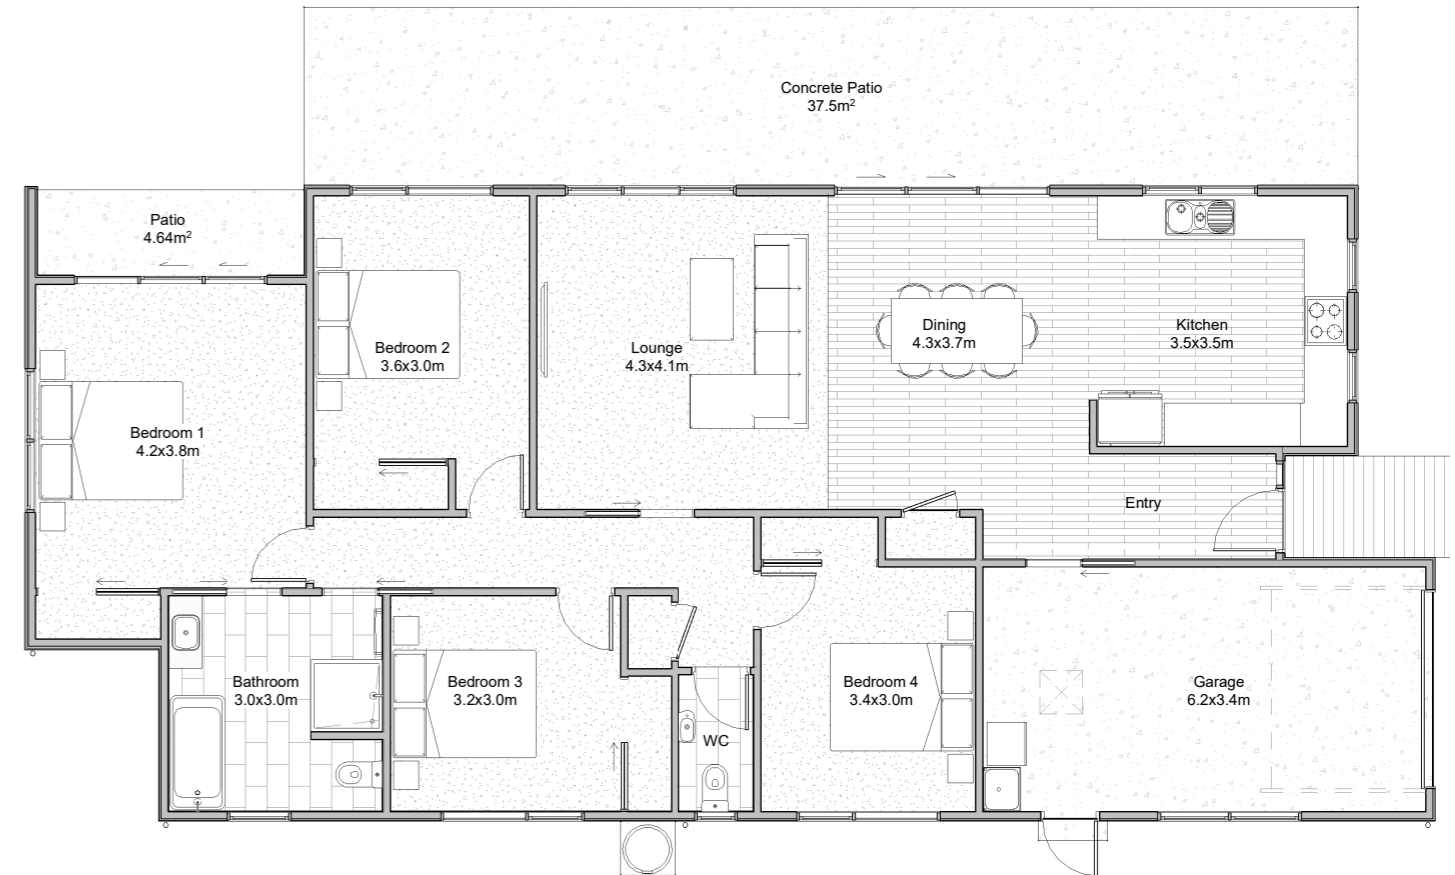 Concrete Patio
37.5m²
Patio
4.64m²
Bedroom 2
3.6x3.0m
Lounge
4.3x4.1m
Dining
4.3x3.7m
Kitchen
3.5x3.5m
Bedroom 1
4.2x3.8m
Entry
Bathroom
3.0x3.0m
Bedroom 3
3.2x3.0m
WC
Bedroom 4
3.4x3.0m
Garage
6.2x3.4m